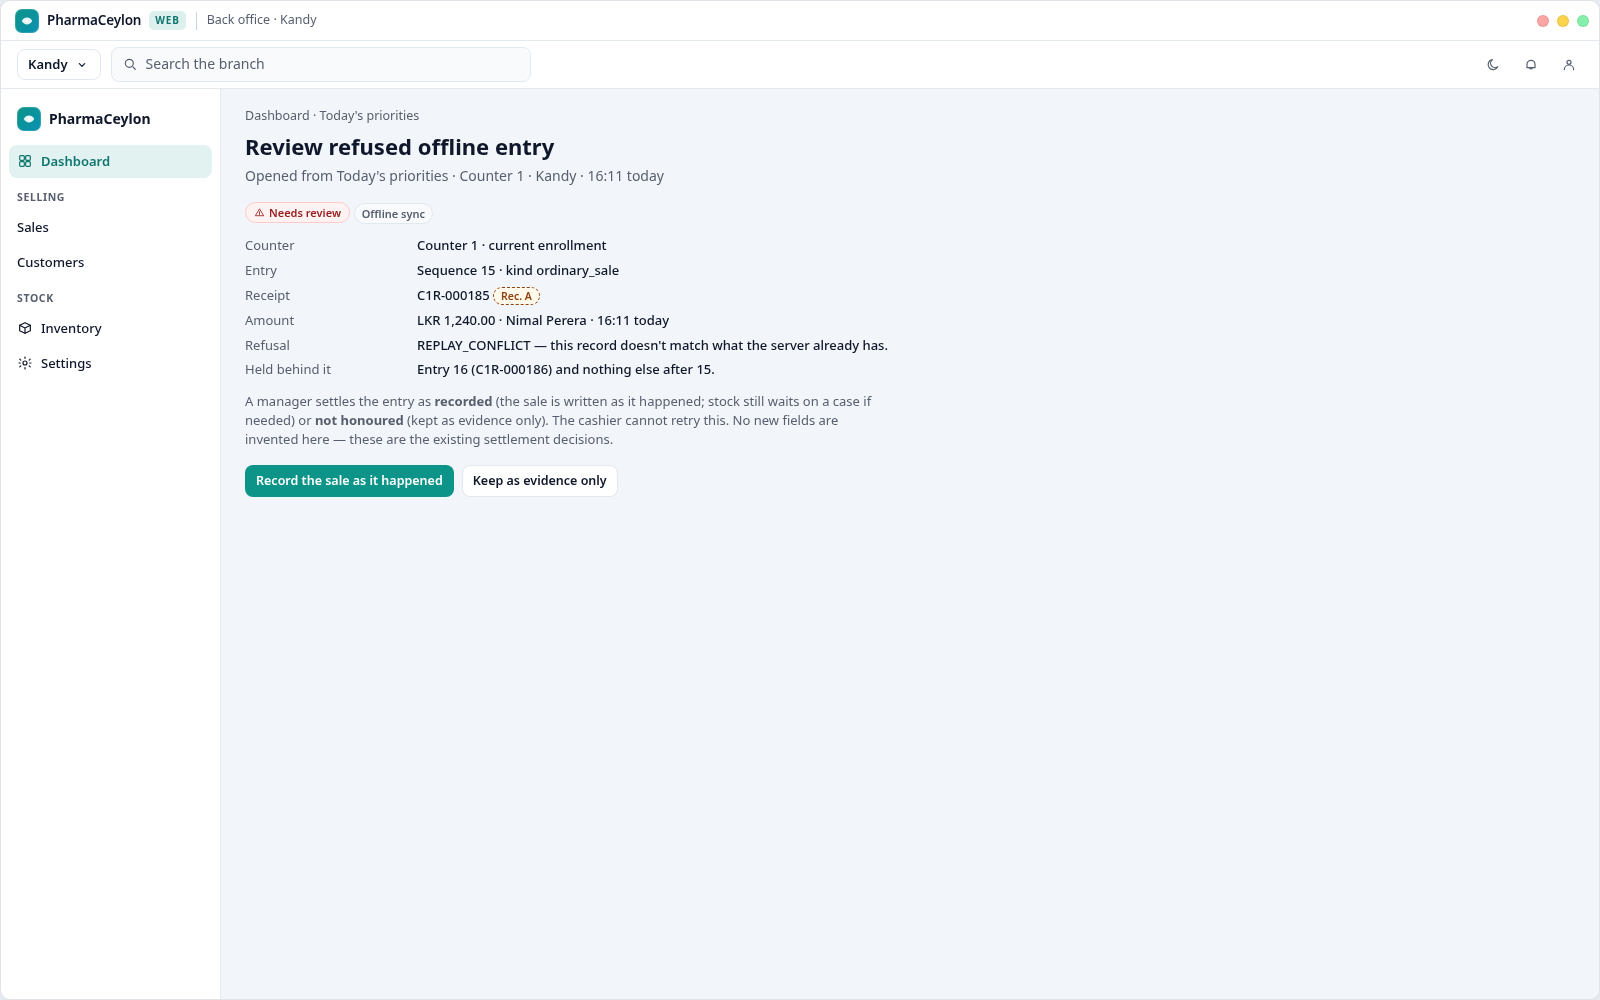 PharmaCeylon WEB Back office · Kandy
Kandy Search the branch
PharmaCeylon
Dashboard
SELLING
Sales
Customers
STOCK
Inventory
Settings
Dashboard · Today's priorities
Review refused offline entry
Opened from Today's priorities · Counter 1 · Kandy · 16:11 today
Needs review Offline sync
Counter Counter 1 · current enrollment
Entry Sequence 15 · kind ordinary_sale
Receipt C1R-000185 Rec. A
Amount LKR 1,240.00 · Nimal Perera · 16:11 today
Refusal REPLAY_CONFLICT — this record doesn't match what the server already has.
Held behind it Entry 16 (C1R-000186) and nothing else after 15.
A manager settles the entry as recorded (the sale is written as it happened; stock still waits on a case if
needed) or not honoured (kept as evidence only). The cashier cannot retry this. No new fields are
invented here — these are the existing settlement decisions.
Record the sale as it happened Keep as evidence only